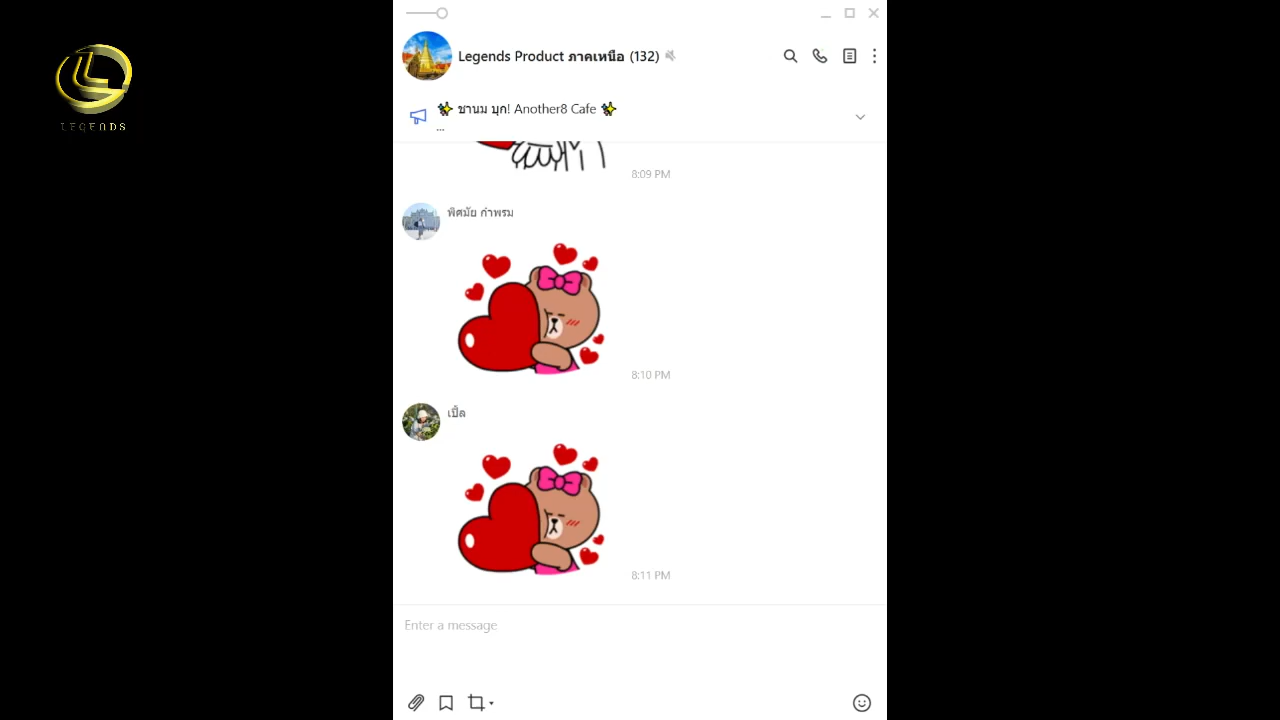 LEGENDS
Legends Product ภาคเหนือ (132)
✨ ชานม บุก! Another8 Cafe ✨
...
8:09 PM
พิศมัย กำพรม
8:10 PM
เปิ้ล
8:11 PM
Enter a message